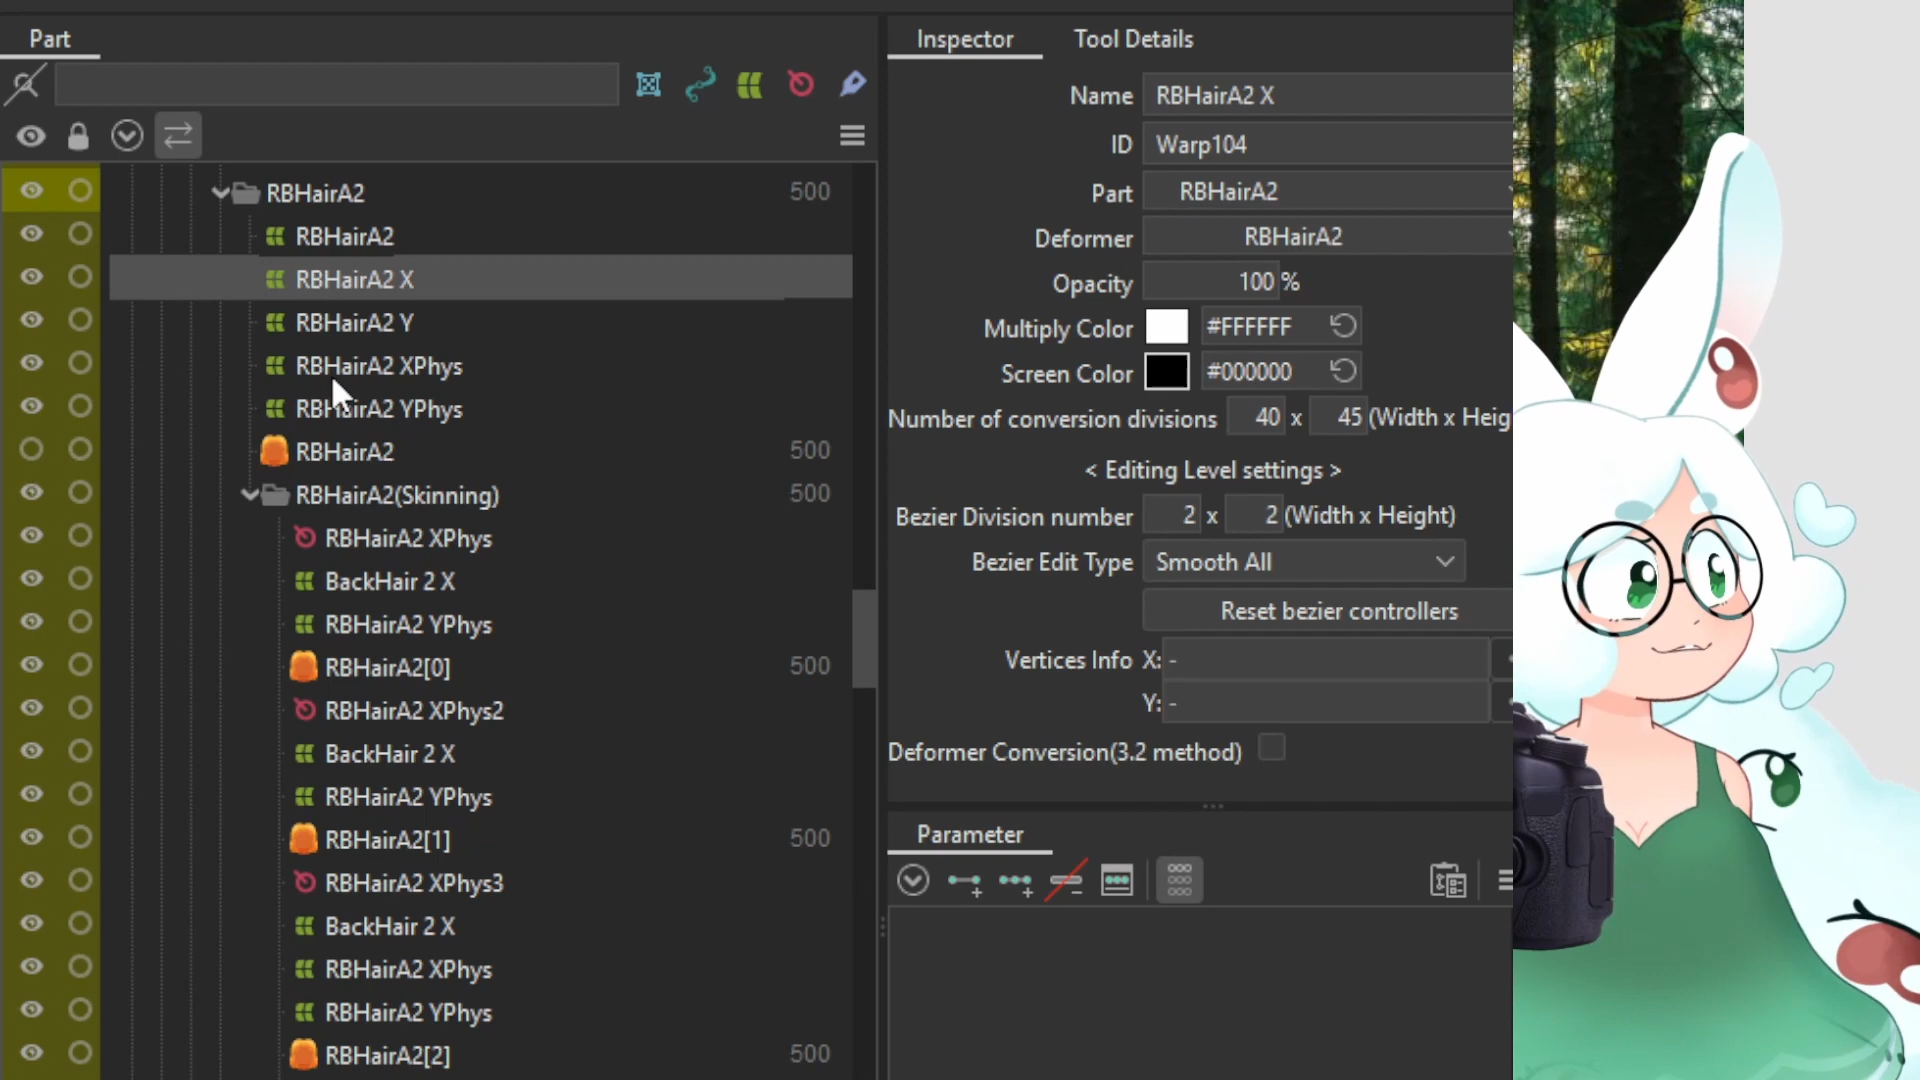 Part
RBHairA2 500
RBHairA2
RBHairA2 X
RBHairA2 Y
RBHairA2 XPhys
RBHairA2 YPhys
RBHairA2 500
RBHairA2(Skinning) 500
RBHairA2 XPhys
BackHair 2 X
RBHairA2 YPhys
RBHairA2[0] 500
RBHairA2 XPhys2
BackHair 2 X
RBHairA2 YPhys
RBHairA2[1] 500
RBHairA2 XPhys3
BackHair 2 X
RBHairA2 XPhys
RBHairA2 YPhys
RBHairA2[2] 500
Inspector Tool Details
Name RBHairA2 X
ID Warp104
Part RBHairA2
Deformer RBHairA2
Opacity 100 %
Multiply Color #FFFFFF
Screen Color #000000
Number of conversion divisions 40 x 45 (Width x Heig
< Editing Level settings >
Bezier Division number 2 x 2 (Width x Height)
Bezier Edit Type Smooth All
Reset bezier controllers
Vertices Info X: -
Y: -
Deformer Conversion(3.2 method)
Parameter